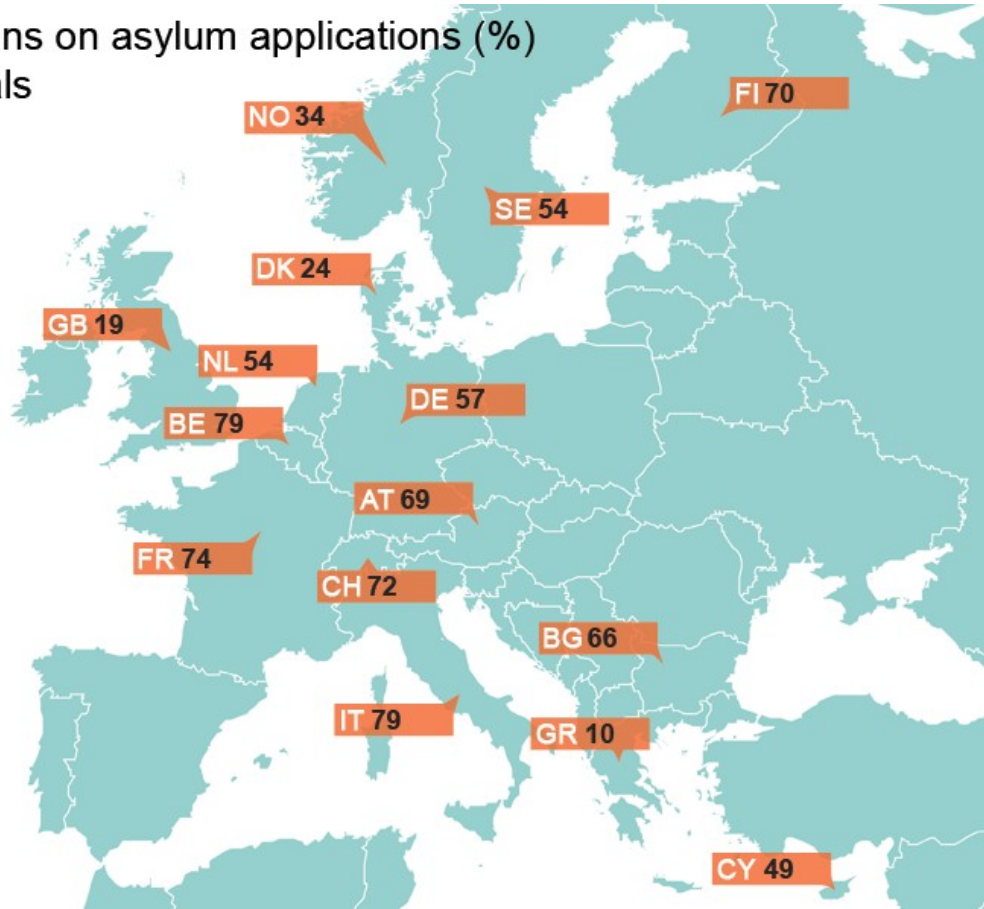 ns on asylum applications (%)
ls
FI 70
NO 34
SE 54
DK 24
GB 19
NL 54
DE 57
BE 79
AT 69
FR 74
CH 72
BG 66
IT 79
GR 10
CY 49